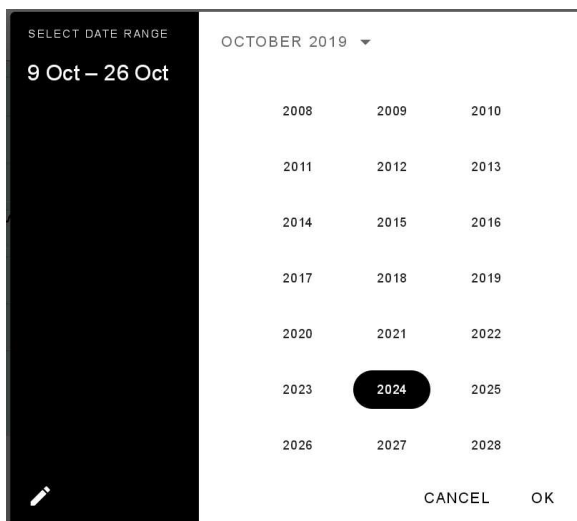 SELECT DATE RANGE
9 Oct – 26 Oct
OCTOBER 2019
2008 2009 2010
2011 2012 2013
2014 2015 2016
2017 2018 2019
2020 2021 2022
2023 2024 2025
2026 2027 2028
CANCEL OK